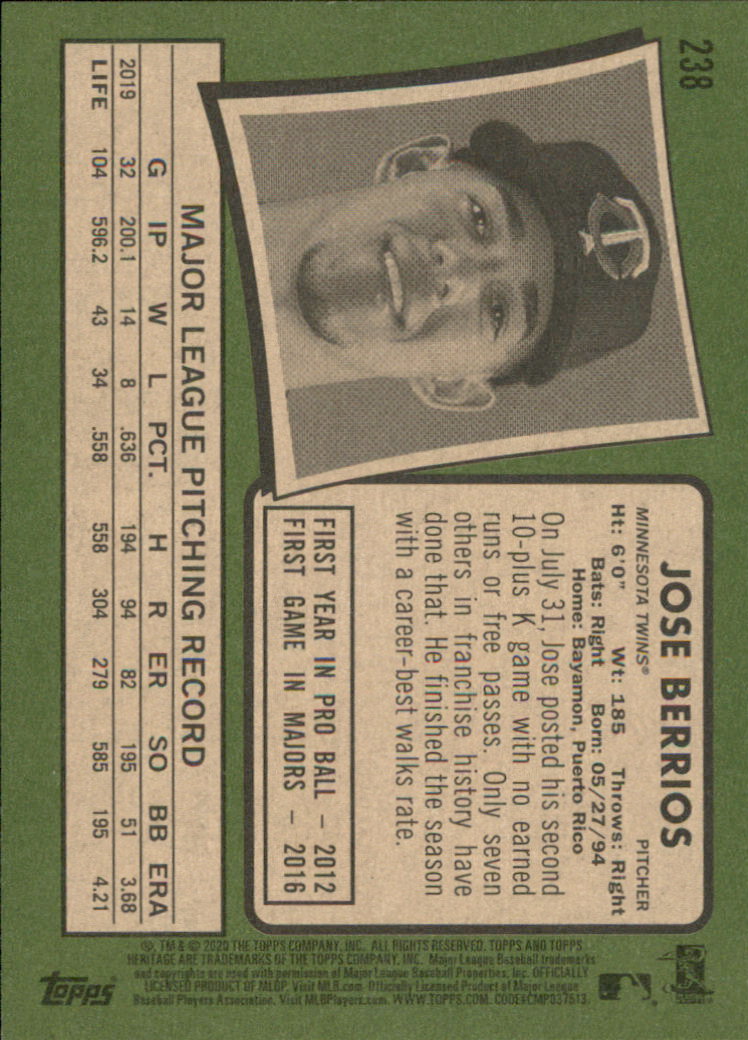 238
JOSE BERRIOS
MINNESOTA TWINS® PITCHER
Ht: 6'0" Wt: 185 Throws: Right
Bats: Right Born: 05/27/94
Home: Bayamon, Puerto Rico
On July 31, Jose posted his second
10-plus K game with no earned
runs or free passes. Only seven
others in franchise history have
done that. He finished the season
with a career-best walks rate.
FIRST YEAR IN PRO BALL – 2012
FIRST GAME IN MAJORS – 2016
MAJOR LEAGUE PITCHING RECORD
G IP W L PCT. H R ER SO BB ERA
2019 32 200.1 14 8 .636 194 94 82 195 51 3.68
LIFE 104 596.2 43 34 .558 558 304 279 585 195 4.21
®, TM & © 2020 THE TOPPS COMPANY, INC. ALL RIGHTS RESERVED. TOPPS AND TOPPS
HERITAGE ARE TRADEMARKS OF THE TOPPS COMPANY, INC. Major League Baseball trademarks
and copyrights are used with permission of Major League Baseball Properties, Inc. OFFICIALLY
LICENSED PRODUCT OF MLBP. Visit MLB.com. Officially Licensed Product of Major League
Baseball Players Association. Visit MLBPlayers.com. WWW.TOPPS.COM. CODE#CMP037613.
topps